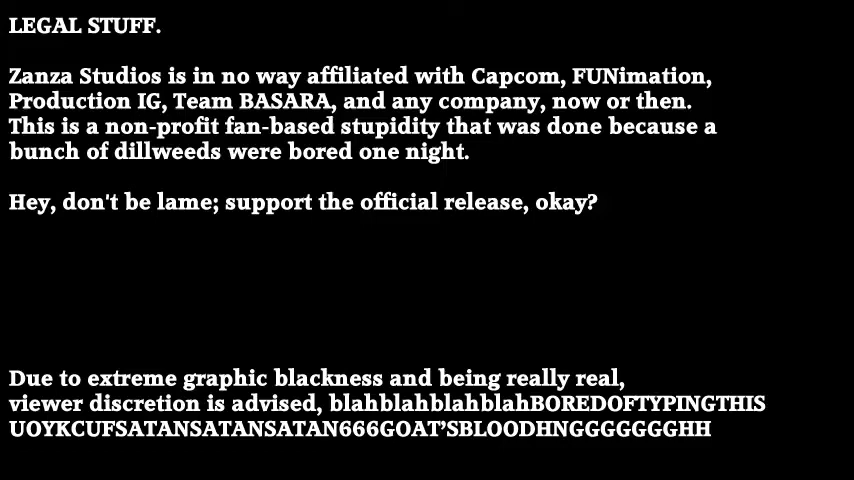 LEGAL STUFF.
Zanza Studios is in no way affiliated with Capcom, FUNimation,
Production IG, Team BASARA, and any company, now or then.
This is a non-profit fan-based stupidity that was done because a
bunch of dillweeds were bored one night.
Hey, don't be lame; support the official release, okay?
Due to extreme graphic blackness and being really real,
viewer discretion is advised, blahblahblahblahBOREDOFTYPINGTHIS
UOYKCUFSATANSATANSATAN666GOAT’SBLOODHNGGGGGGGHH